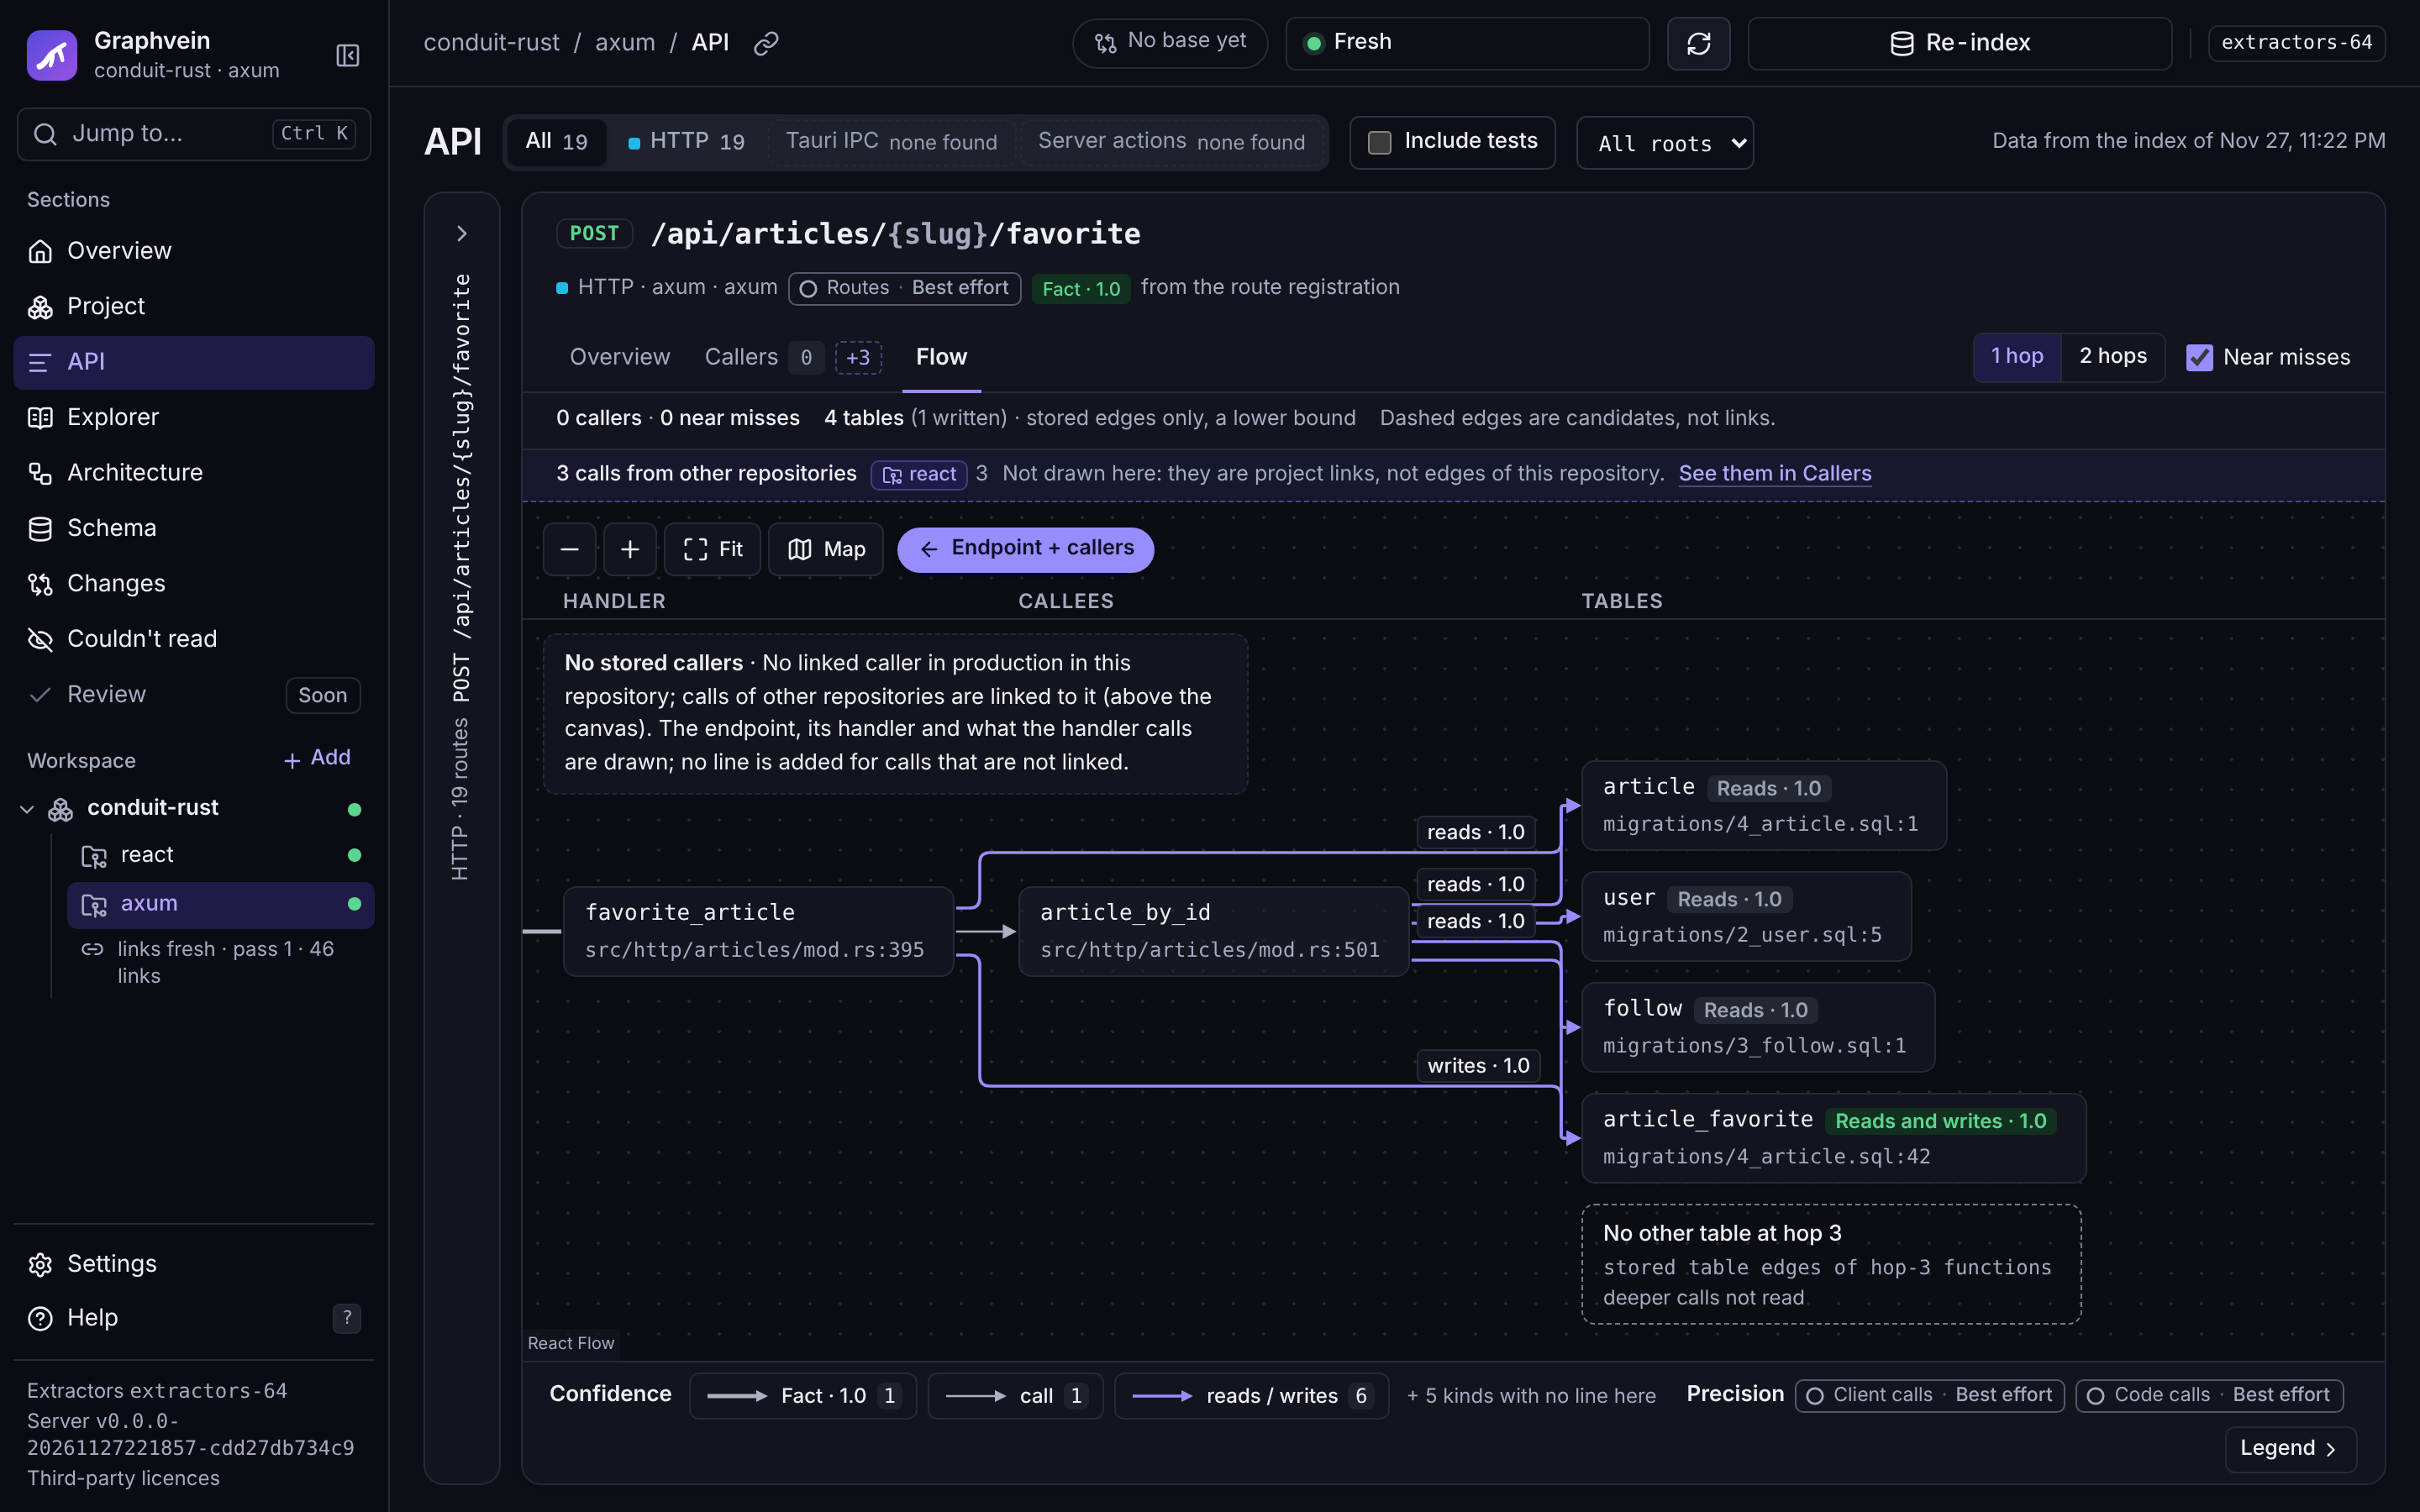 Graphvein
conduit-rust · axum
Jump to...
Ctrl K
Sections
Overview
Project
API
Explorer
Architecture
Schema
Changes
Couldn't read
Review
Soon
Workspace
+ Add
conduit-rust
react
axum
links fresh · pass 1 · 46
links
Settings
Help
?
Extractors extractors-64
Server v0.0.0-
20261127221857-cdd27db734c9
Third-party licences
conduit-rust / axum / API
No base yet
Fresh
Re-index
extractors-64
API
All 19
HTTP 19
Tauri IPC none found
Server actions none found
Include tests
All roots
Data from the index of Nov 27, 11:22 PM
HTTP · 19 routes POST /api/articles/{slug}/favorite
POST /api/articles/{slug}/favorite
HTTP · axum · axum
Routes · Best effort
Fact · 1.0
from the route registration
Overview
Callers 0 +3
Flow
1 hop
2 hops
Near misses
0 callers · 0 near misses 4 tables (1 written) · stored edges only, a lower bound Dashed edges are candidates, not links.
3 calls from other repositories react 3 Not drawn here: they are project links, not edges of this repository. See them in Callers
Fit
Map
Endpoint + callers
HANDLER
CALLEES
TABLES
No stored callers · No linked caller in production in this
repository; calls of other repositories are linked to it (above the
canvas). The endpoint, its handler and what the handler calls
are drawn; no line is added for calls that are not linked.
favorite_article
src/http/articles/mod.rs:395
article_by_id
src/http/articles/mod.rs:501
reads · 1.0
reads · 1.0
reads · 1.0
writes · 1.0
article Reads · 1.0
migrations/4_article.sql:1
user Reads · 1.0
migrations/2_user.sql:5
follow Reads · 1.0
migrations/3_follow.sql:1
article_favorite Reads and writes · 1.0
migrations/4_article.sql:42
No other table at hop 3
stored table edges of hop-3 functions
deeper calls not read
React Flow
Confidence
Fact · 1.0 1
call 1
reads / writes 6
+ 5 kinds with no line here
Precision
Client calls · Best effort
Code calls · Best effort
Legend